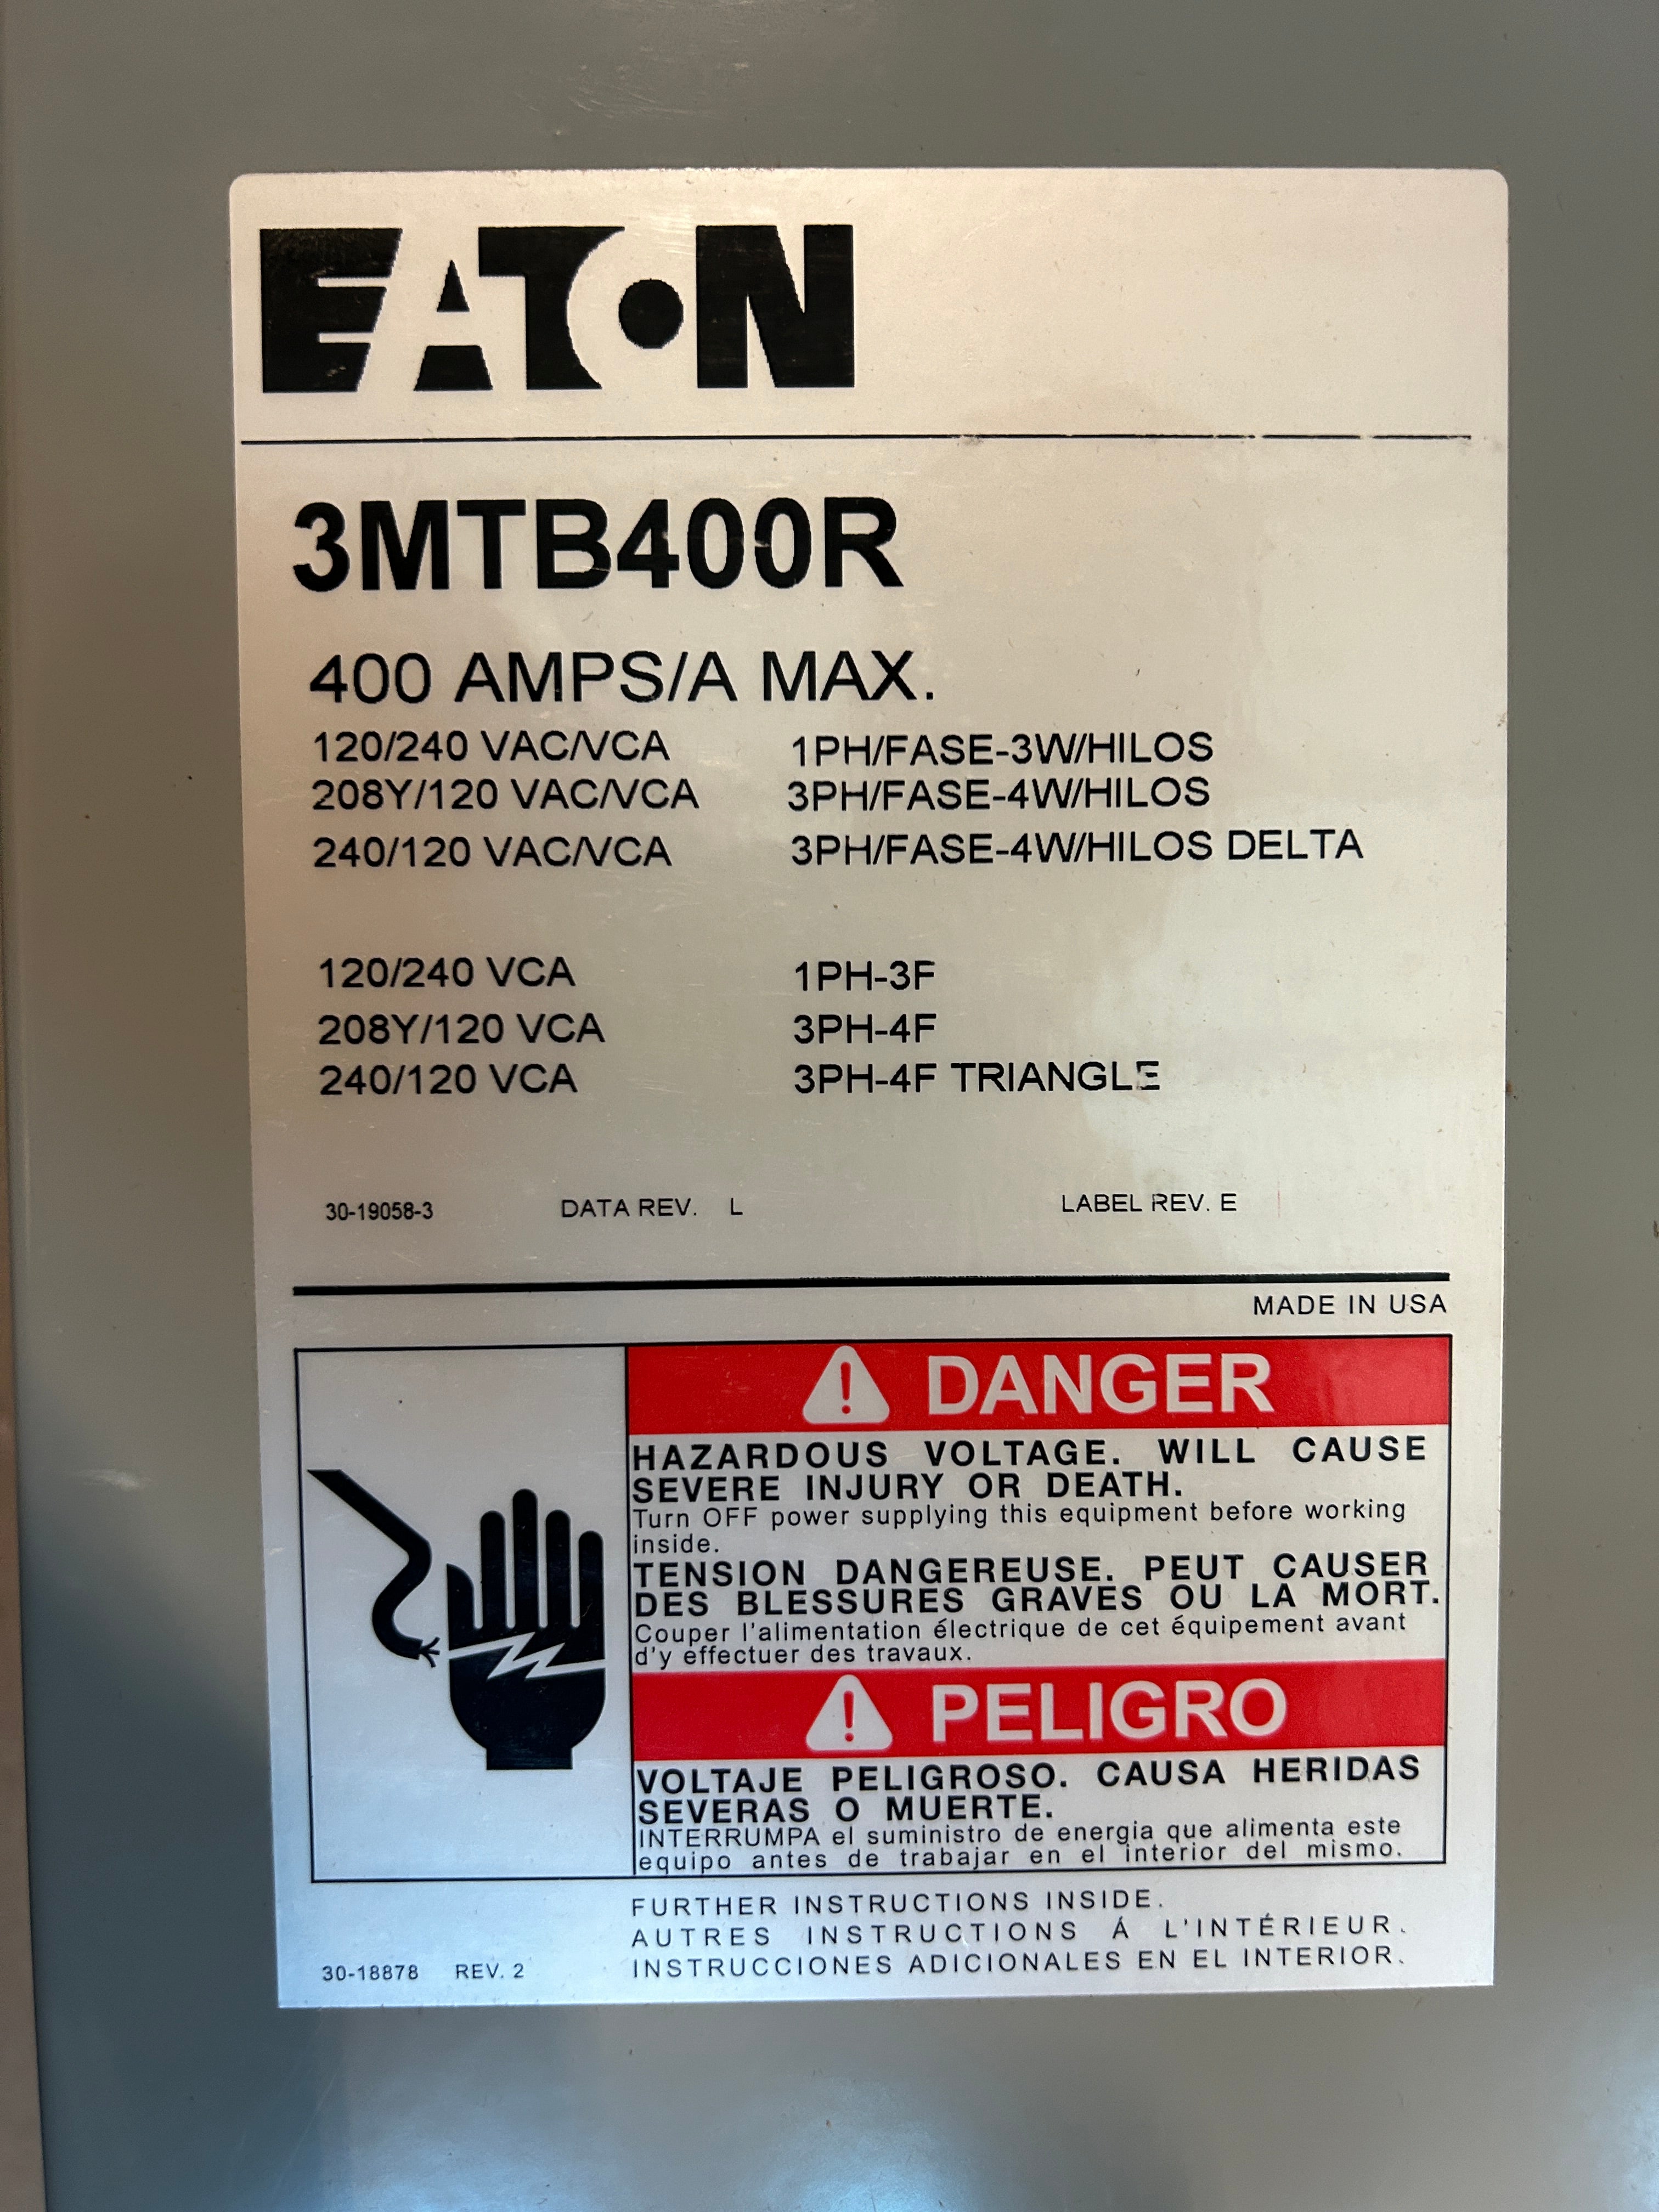 EATON
3MTB400R
400 AMPS/A MAX.
120/240 VAC/VCA 1PH/FASE-3W/HILOS
208Y/120 VAC/VCA 3PH/FASE-4W/HILOS
240/120 VAC/VCA 3PH/FASE-4W/HILOS DELTA
120/240 VCA 1PH-3F
208Y/120 VCA 3PH-4F
240/120 VCA 3PH-4F TRIANGLE
30-19058-3 DATA REV. L LABEL REV. E
MADE IN USA
DANGER
HAZARDOUS VOLTAGE. WILL CAUSE
SEVERE INJURY OR DEATH.
Turn OFF power supplying this equipment before working
inside.
TENSION DANGEREUSE. PEUT CAUSER
DES BLESSURES GRAVES OU LA MORT.
Couper l'alimentation électrique de cet équipement avant
d'y effectuer des travaux.
PELIGRO
VOLTAJE PELIGROSO. CAUSA HERIDAS
SEVERAS O MUERTE.
INTERRUMPA el suministro de energia que alimenta este
equipo antes de trabajar en el interior del mismo.
FURTHER INSTRUCTIONS INSIDE.
AUTRES INSTRUCTIONS Á L'INTÉRIEUR.
30-18878 REV. 2 INSTRUCCIONES ADICIONALES EN EL INTERIOR.